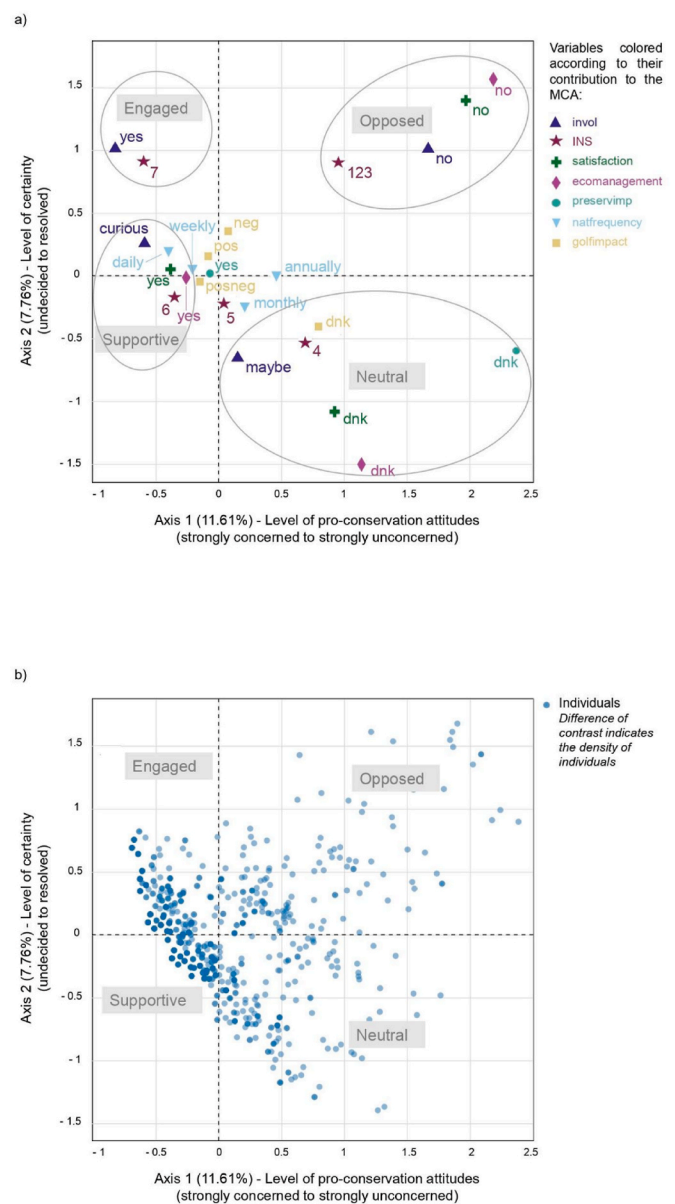 a)
Variables colored
according to their
contribution to the
MCA:
invol
INS
satisfaction
ecomanagement
preservimp
natfrequency
golfimpact
Axis 2 (7.76%) - Level of certainty
(undecided to resolved)
1.5
1
0.5
0
- 0.5
- 1
- 1.5
Engaged
yes
7
Opposed
no
no
no
123
curious
weekly
neg
daily
pos
yes
yes
posneg
annually
6
yes
5
monthly
Supportive
dnk
4
maybe
Neutral
dnk
dnk
dnk
- 1
- 0.5
0
0.5
1
1.5
2
2.5
Axis 1 (11.61%) - Level of pro-conservation attitudes
(strongly concerned to strongly unconcerned)
b)
Individuals
Difference of
contrast indicates
the density of
individuals
Axis 2 (7.76%) - Level of certainty
(undecided to resolved)
1.5
1
0.5
0
- 0.5
- 1
- 1.5
Engaged
Opposed
Supportive
Neutral
- 1
- 0.5
0
0.5
1
1.5
2
2.5
Axis 1 (11.61%) - Level of pro-conservation attitudes
(strongly concerned to strongly unconcerned)